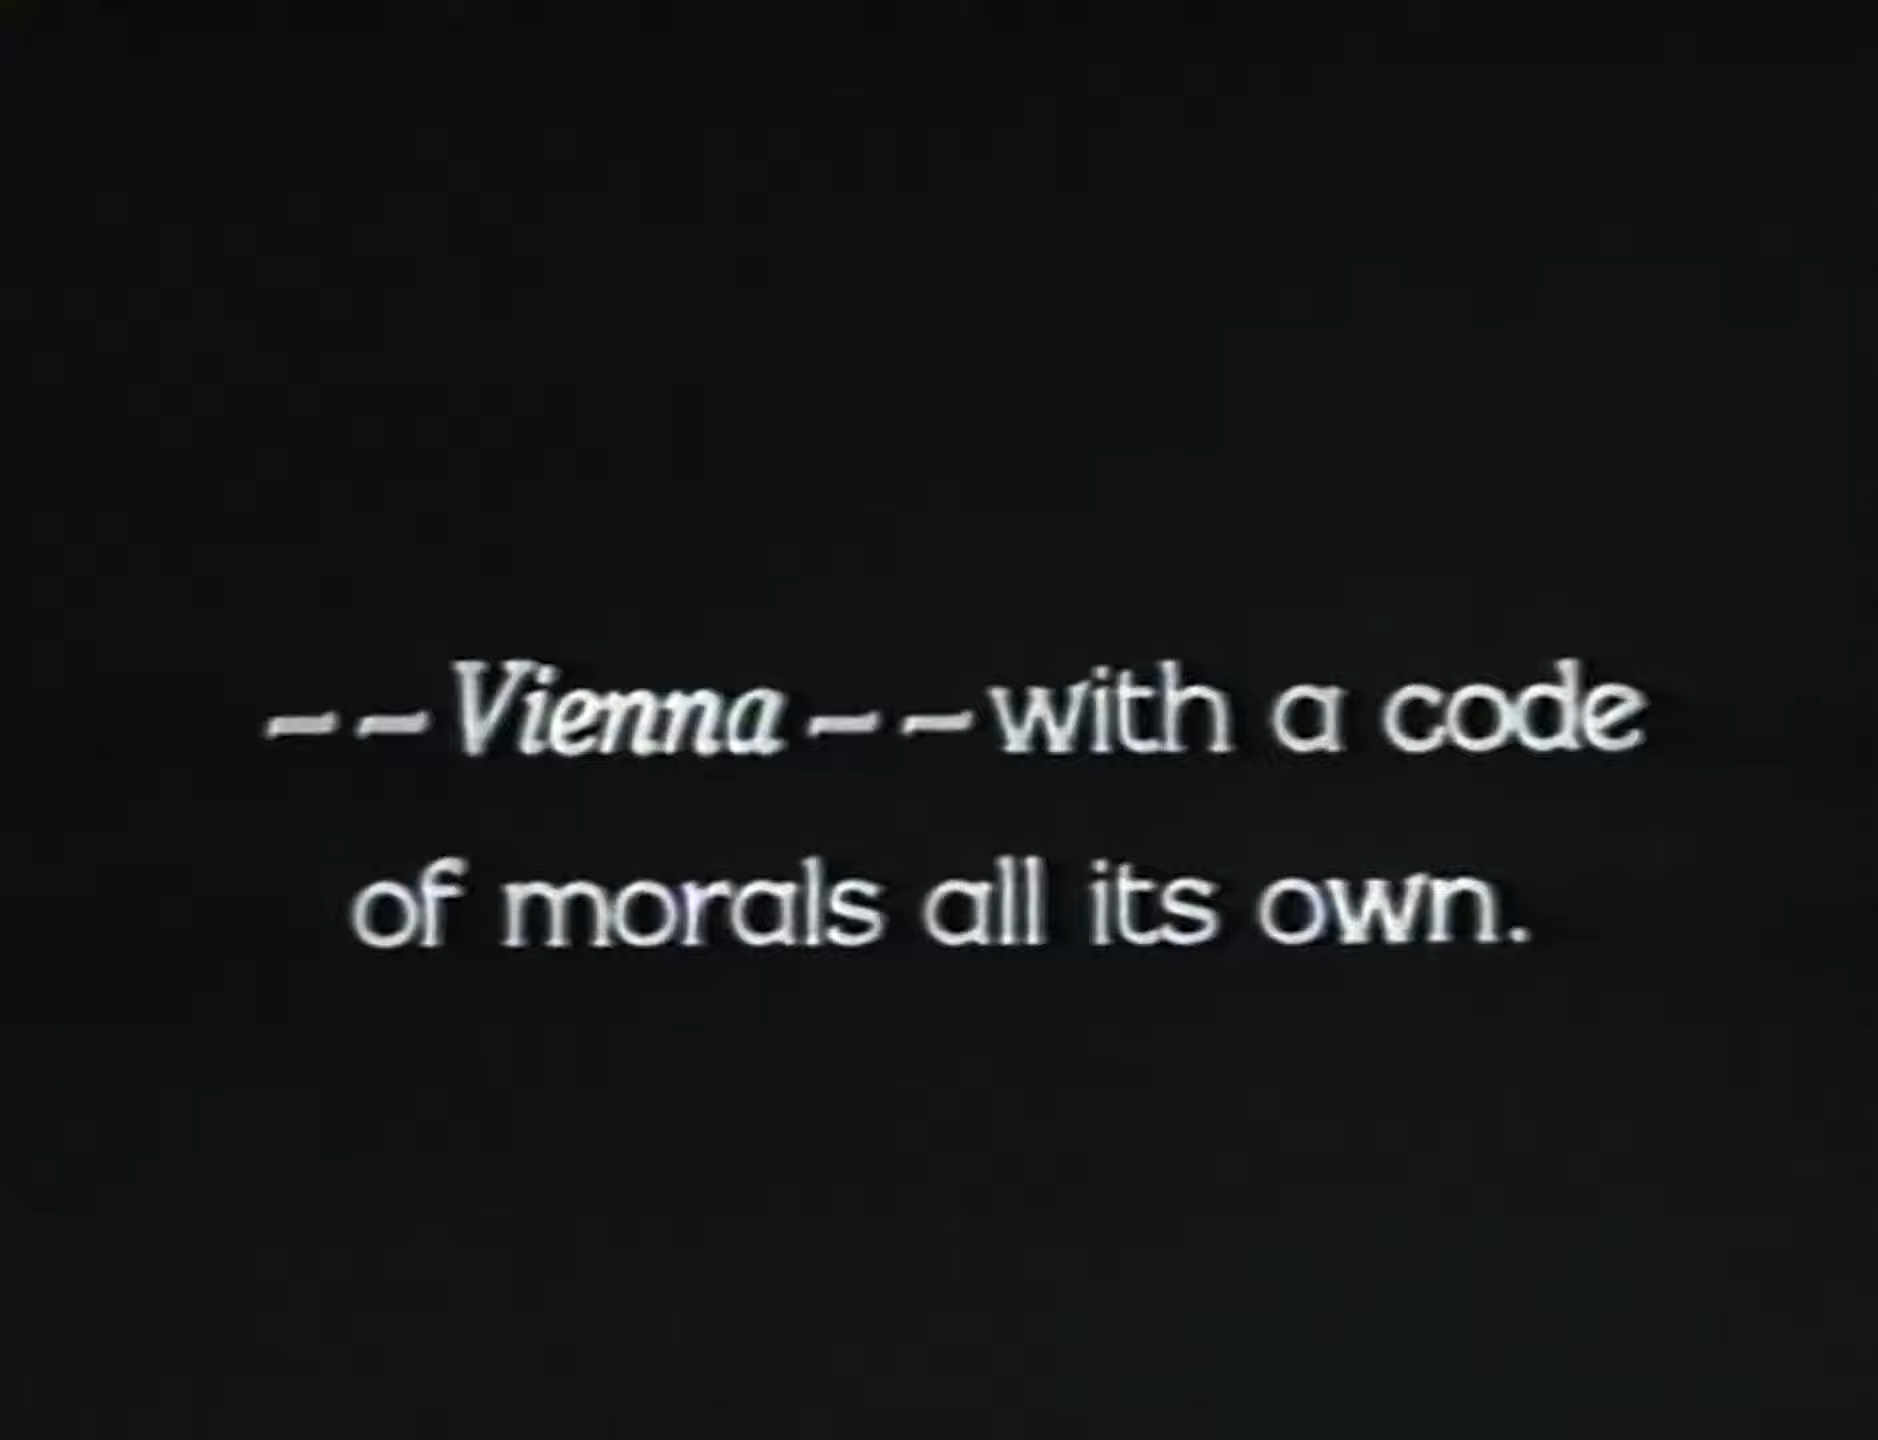 --Vienna--with a code
of morals all its own.